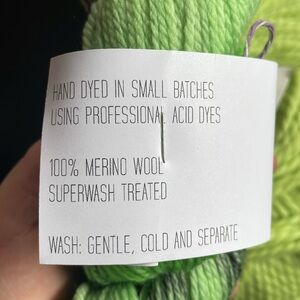 HAND DYED IN SMALL BATCHES
USING PROFESSIONAL ACID DYES
100% MERINO WOOL
SUPERWASH TREATED
WASH: GENTLE, COLD AND SEPARATE